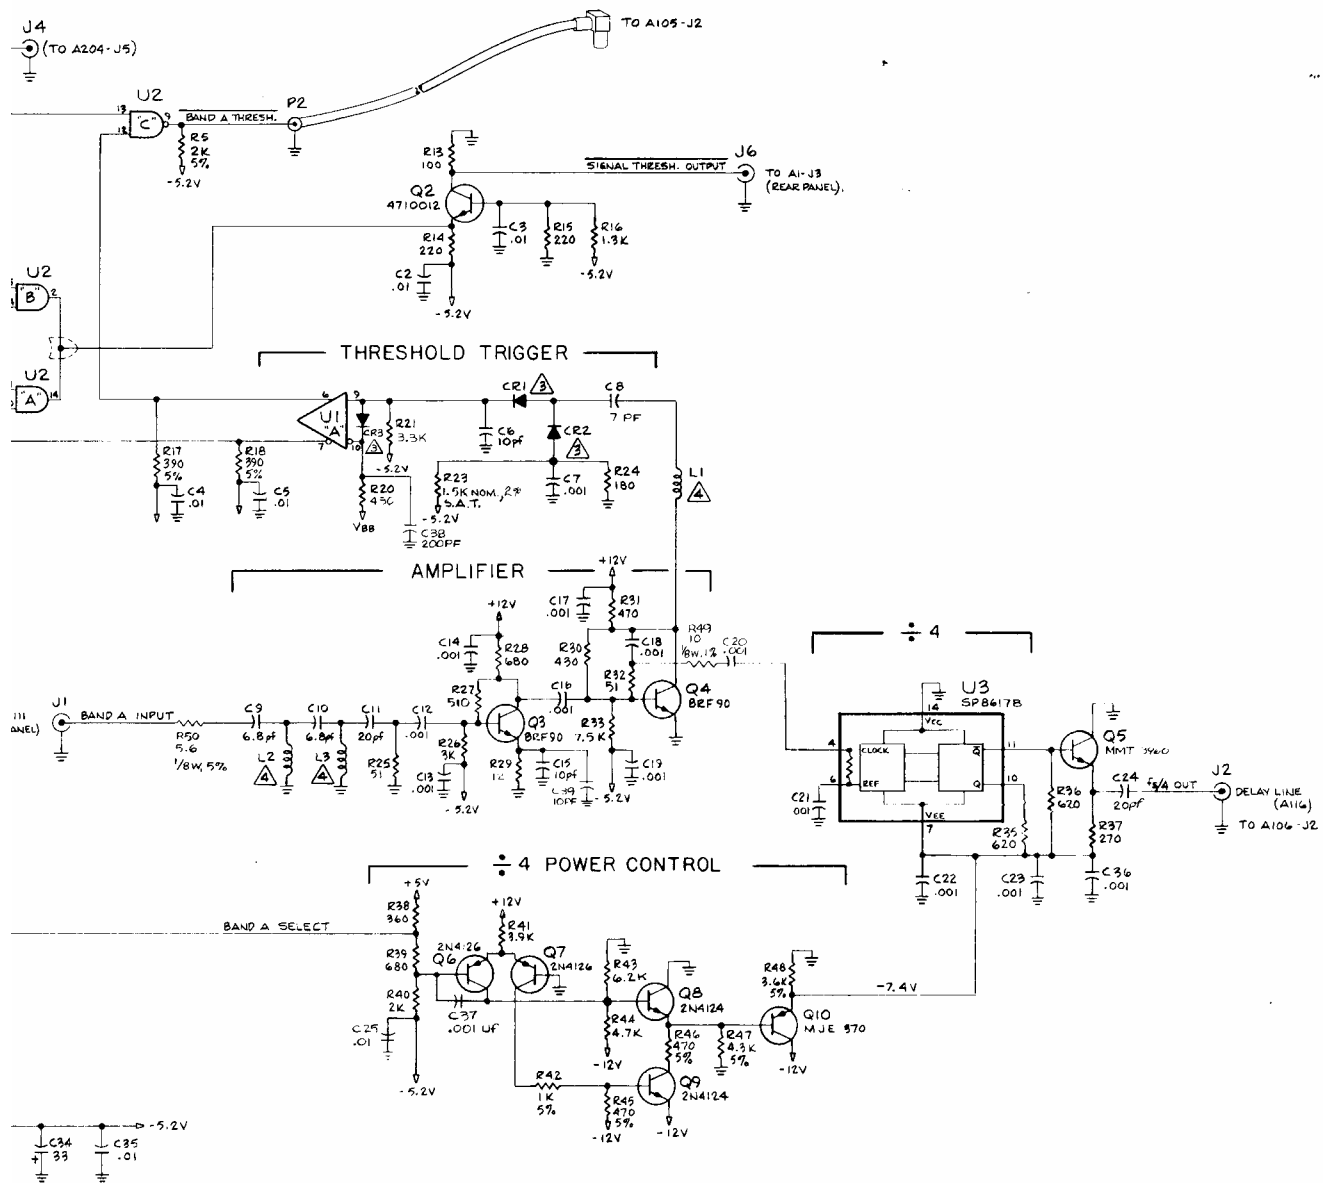 J4
(TO A204-J5)
TO A105-J2
U2
13
"C"
9
12
BAND A THRESH.
P2
R5
2K
5%
-5.2V
R13
100
SIGNAL THRESH. OUTPUT
J6
TO A1-J3
(REAR PANEL).
Q2
4710012
R14
220
C3
.01
R15
220
R16
1.3K
-5.2V
C2
.01
-5.2V
U2
"B"
2
U2
"A"
14
THRESHOLD TRIGGER
6
9
U1
"A"
7
10
CR3
3
R21
3.3K
-5.2V
CR1
3
C8
7 PF
C6
10pf
CR2
3
R17
390
5%
R18
390
5%
C4
.01
C5
.01
R20
430
VBB
R23
1.5K NOM., 2%
S.A.T.
-5.2V
C38
200PF
C7
.001
R24
180
L1
4
AMPLIFIER
+12V
+12V
C17
.001
R31
470
C14
.001
R28
680
R30
430
C18
.001
R49
10
1/8W, 1%
C20
.001
R27
510
C16
.001
R32
51
Q4
BRF90
J1
BAND A INPUT
111
ANEL)
R50
5.6
1/8W, 5%
C9
6.8pf
C10
6.8pf
C11
20pf
C12
.001
L2
4
L3
4
R25
51
R26
3K
C13
.001
-5.2V
Q3
BRF90
R29
12
C15
10pf
C39
10PF
R33
7.5K
C19
.001
-5.2V
÷ 4
U3
SP8617B
14
VCC
4
CLOCK
Q
11
6
REF
Q
10
VEE
7
C21
.001
Q5
MMT 3960
R36
620
C24
20pf
fs/4 OUT
J2
DELAY LINE
(A116)
TO A106-J2
R35
620
R37
270
C22
.001
C23
.001
C36
.001
÷ 4 POWER CONTROL
+5V
R38
360
BAND A SELECT
+12V
R41
3.9K
2N4126
Q6
Q7
2N4126
R39
680
R40
2K
C37
.001 UF
C25
.01
-5.2V
R43
6.2K
R44
4.7K
-12V
Q8
2N4124
R46
470
5%
R47
4.3K
5%
R48
3.6K
5%
-7.4V
Q10
MJE 370
-12V
R42
1K
5%
R45
470
5%
-12V
Q9
2N4124
-12V
-5.2V
C34
33
+
C35
.01